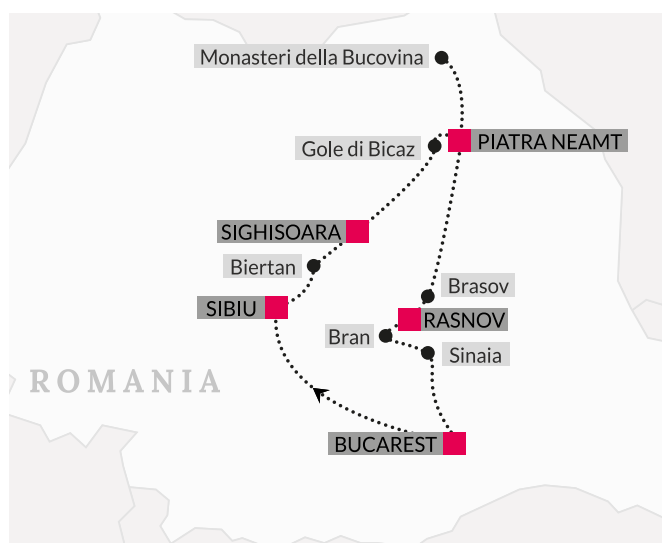 Monasteri della Bucovina
PIATRA NEAMT
Gole di Bicaz
SIGHISOARA
Biertan
Brasov
SIBIU
RASNOV
Bran
Sinaia
ROMANIA
BUCAREST